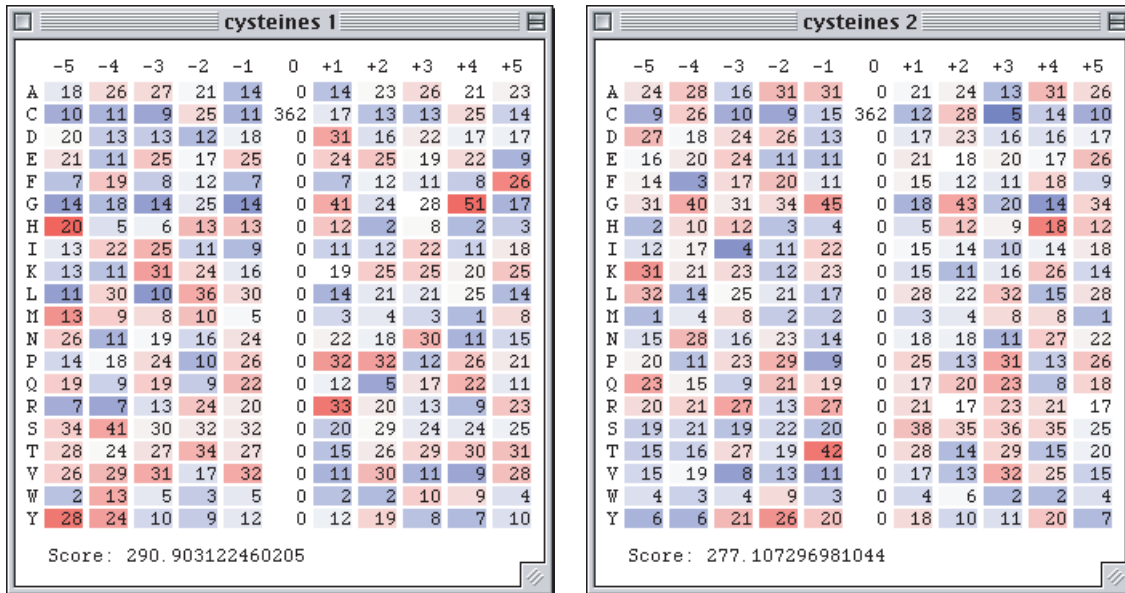 cysteines 1
-5 -4 -3 -2 -1 0 +1 +2 +3 +4 +5
A 18 26 27 21 14 0 14 23 26 21 23
C 10 11 9 25 11 362 17 13 13 25 14
D 20 13 13 12 18 0 31 16 22 17 17
E 21 11 25 17 25 0 24 25 19 22 9
F 7 19 8 12 7 0 7 12 11 8 26
G 14 18 14 25 14 0 41 24 28 51 17
H 20 5 6 13 13 0 12 2 8 2 3
I 13 22 25 11 9 0 11 12 22 11 18
K 13 11 31 24 16 0 19 25 25 20 25
L 11 30 10 36 30 0 14 21 21 25 14
M 13 9 8 10 5 0 3 4 3 1 8
N 26 11 19 16 24 0 22 18 30 11 15
P 14 18 24 10 26 0 32 32 12 26 21
Q 19 9 19 9 22 0 12 5 17 22 11
R 7 7 13 24 20 0 33 20 13 9 23
S 34 41 30 32 32 0 20 29 24 24 25
T 28 24 27 34 27 0 15 26 29 30 31
V 26 29 31 17 32 0 11 30 11 9 28
W 2 13 5 3 5 0 2 2 10 9 4
Y 28 24 10 9 12 0 12 19 8 7 10
Score: 290.903122460205
cysteines 2
-5 -4 -3 -2 -1 0 +1 +2 +3 +4 +5
A 24 28 16 31 31 0 21 24 13 31 26
C 9 26 10 9 15 362 12 28 5 14 10
D 27 18 24 26 13 0 17 23 16 16 17
E 16 20 24 11 11 0 21 18 20 17 26
F 14 3 17 20 11 0 15 12 11 18 9
G 31 40 31 34 45 0 18 43 20 14 34
H 2 10 12 3 4 0 5 12 9 18 12
I 12 17 4 11 22 0 15 14 10 14 18
K 31 21 23 12 23 0 15 11 16 26 14
L 32 14 25 21 17 0 28 22 32 15 28
M 1 4 8 2 2 0 3 4 8 8 1
N 15 28 16 23 14 0 18 18 11 27 22
P 20 11 23 29 9 0 25 13 31 13 26
Q 23 15 9 21 19 0 17 20 23 8 18
R 20 21 27 13 27 0 21 17 23 21 17
S 19 21 19 22 20 0 38 35 36 35 25
T 15 16 27 19 42 0 28 14 29 15 20
V 15 19 8 13 11 0 17 13 32 25 15
W 4 3 4 9 3 0 4 6 2 2 4
Y 6 6 21 26 20 0 18 10 11 20 7
Score: 277.107296981044